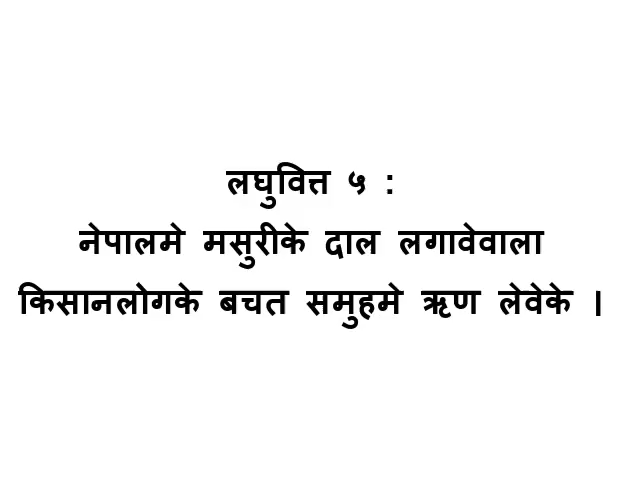 लघुवित्त ५ :
नेपालमे मसुरीके दाल लगावेवाला
किसानलोगके बचत समुहमे ऋण लेवेके ।